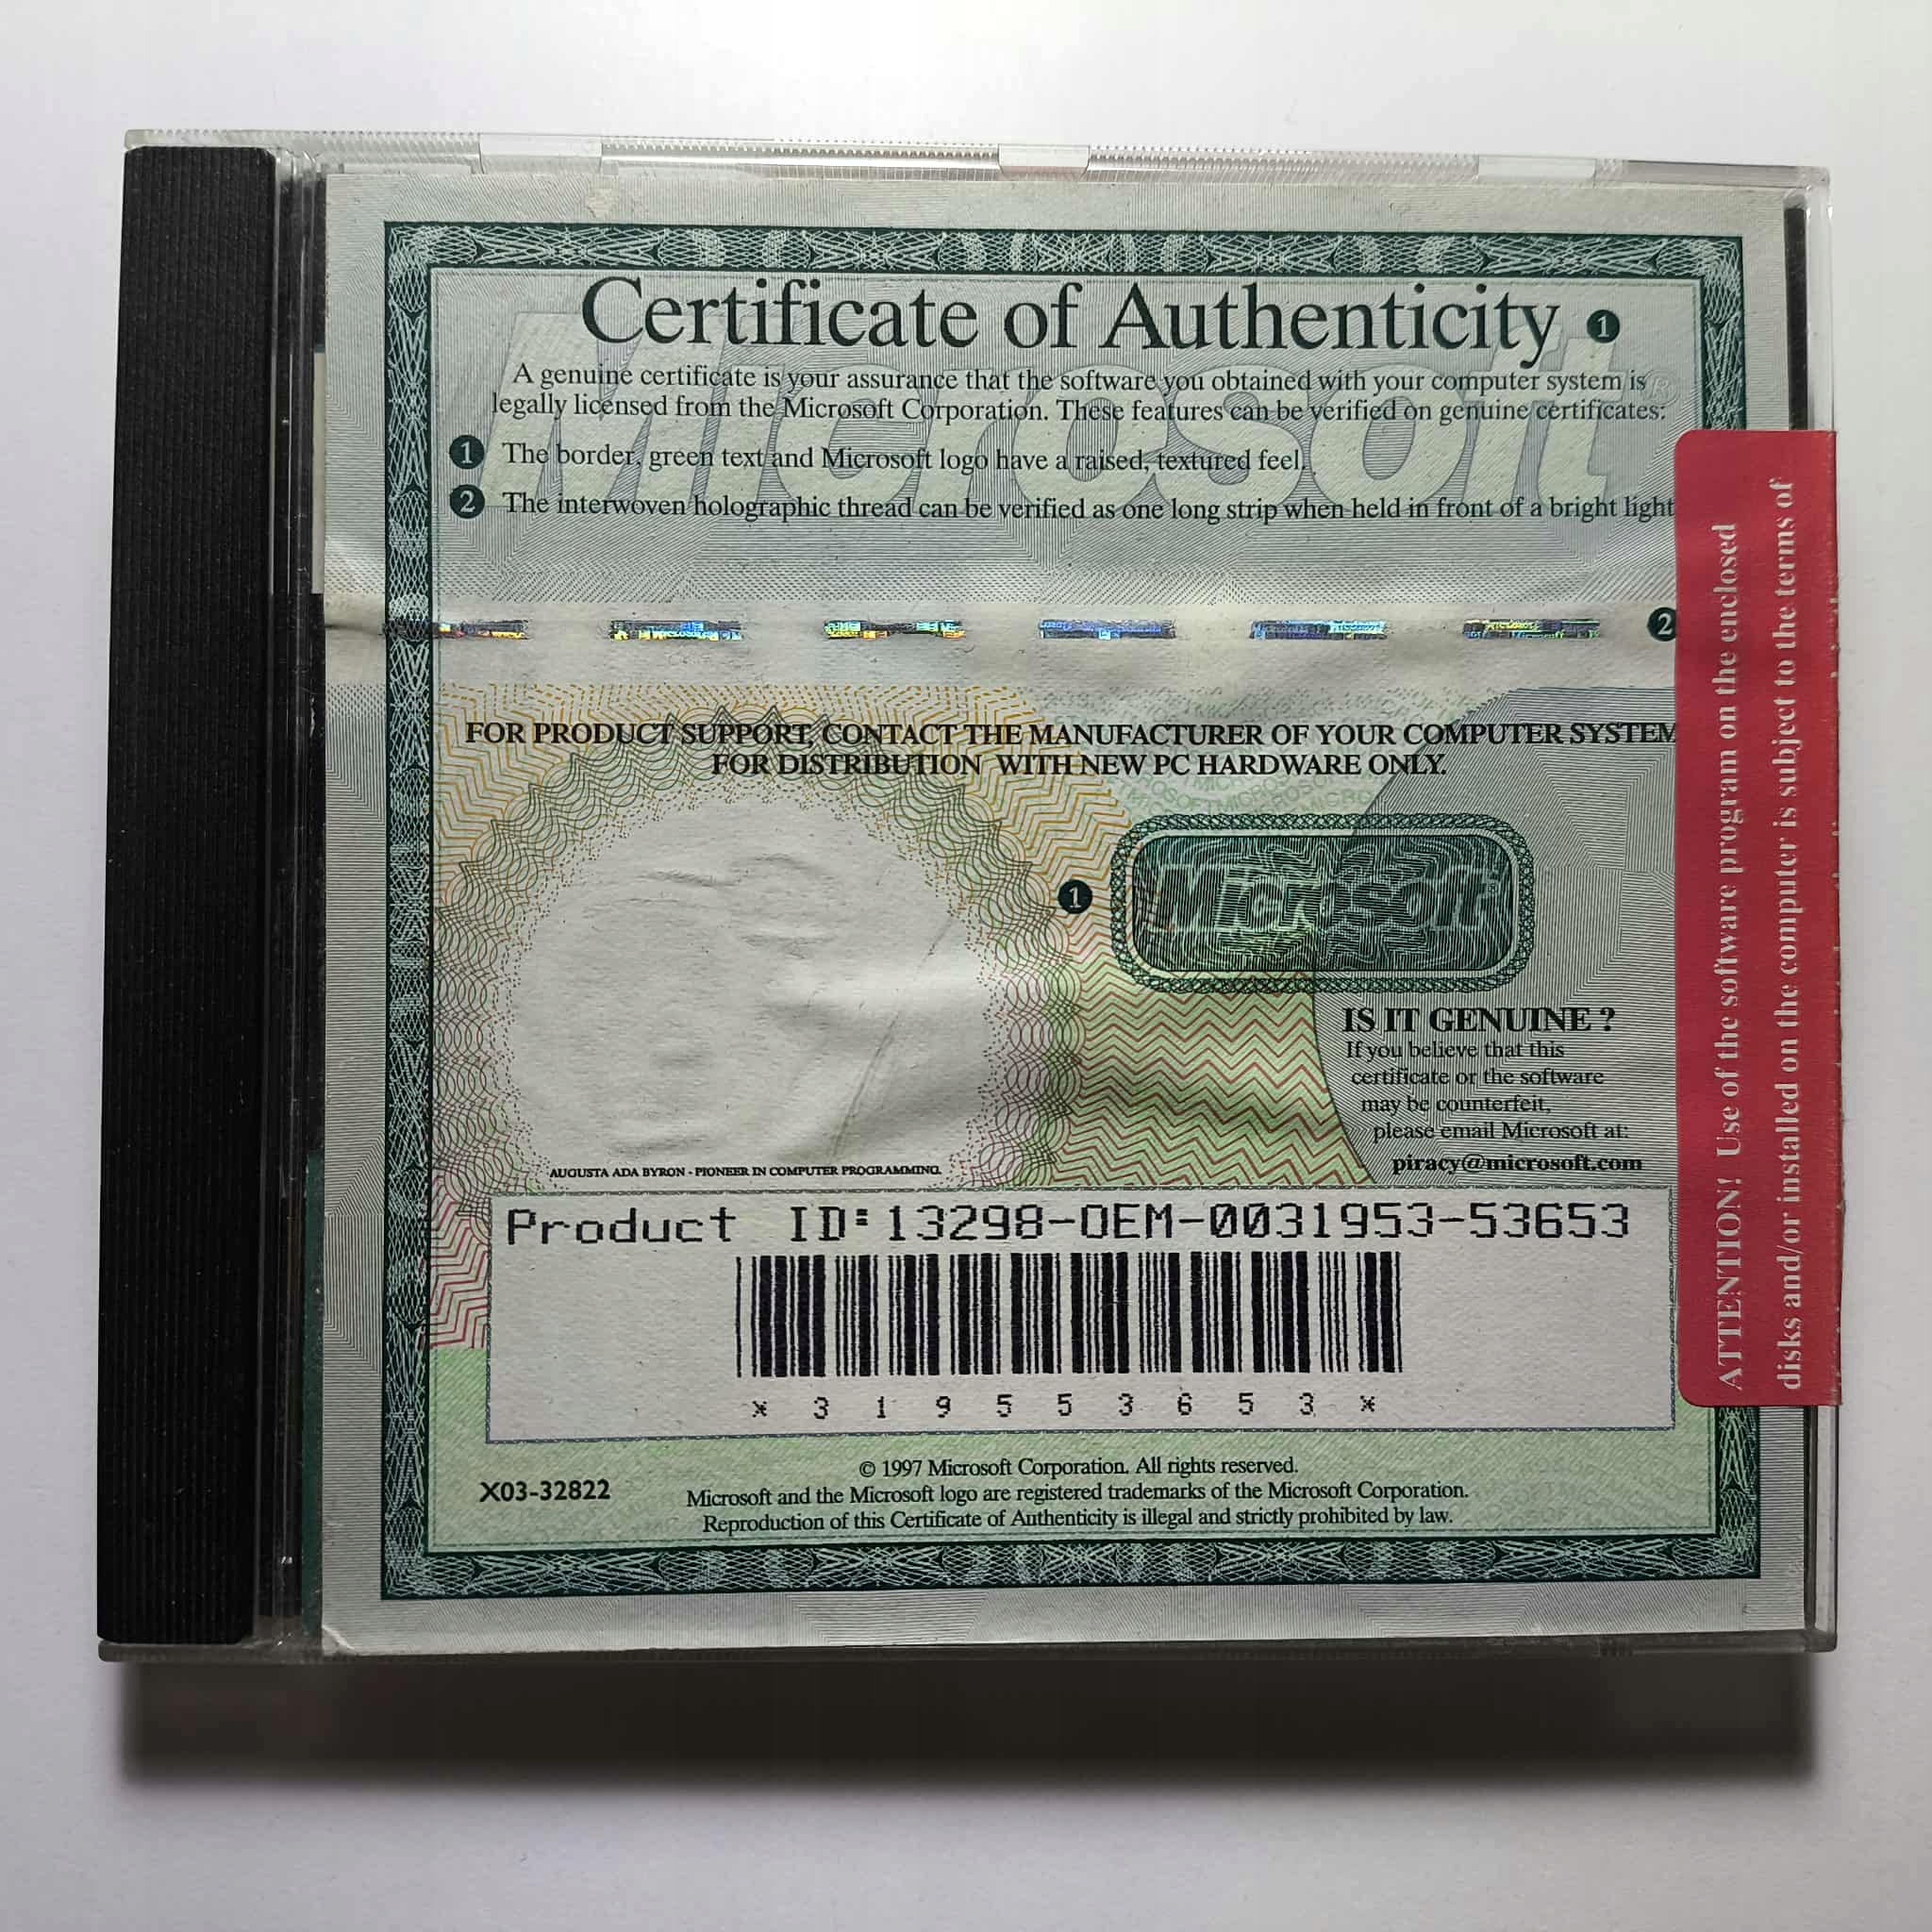 Certificate of Authenticity 1
A genuine certificate is your assurance that the software you obtained with your computer system is
legally licensed from the Microsoft Corporation. These features can be verified on genuine certificates:
Microsoft®
1 The border, green text and Microsoft logo have a raised, textured feel.
2 The interwoven holographic thread can be verified as one long strip when held in front of a bright light
2
FOR PRODUCT SUPPORT, CONTACT THE MANUFACTURER OF YOUR COMPUTER SYSTEM
FOR DISTRIBUTION WITH NEW PC HARDWARE ONLY.
1 Microsoft
IS IT GENUINE ?
If you believe that this
certificate or the software
may be counterfeit,
please email Microsoft at:
piracy@microsoft.com
AUGUSTA ADA BYRON - PIONEER IN COMPUTER PROGRAMMING.
Product ID:13298-OEM-0031953-53653
* 3 1 9 5 5 3 6 5 3 *
X03-32822
© 1997 Microsoft Corporation. All rights reserved.
Microsoft and the Microsoft logo are registered trademarks of the Microsoft Corporation.
Reproduction of this Certificate of Authenticity is illegal and strictly prohibited by law.
ATTENTION! Use of the software program on the enclosed
disks and/or installed on the computer is subject to the terms of